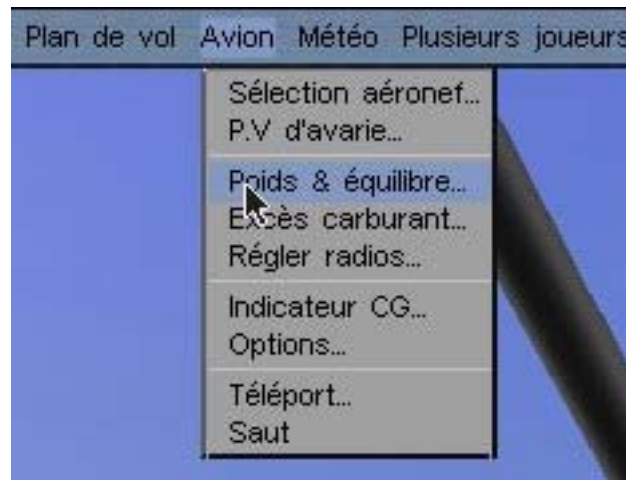 Plan de vol Avion Météo Plusieurs joueurs
Sélection aéronef...
P.V d'avarie...
Poids & équilibre...
Excès carburant...
Régler radios...
Indicateur CG...
Options...
Téléport...
Saut